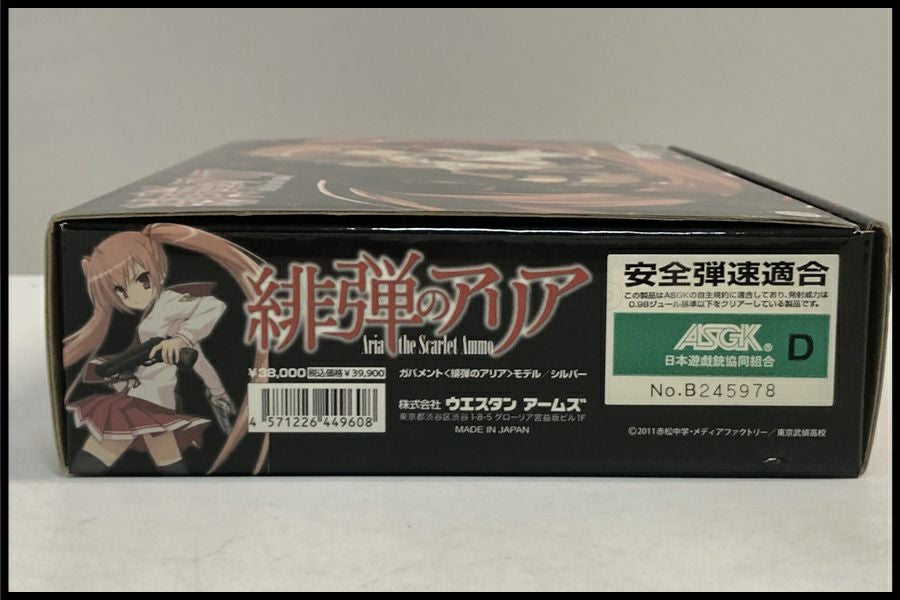 緋弾のアリア
Aria the Scarlet Ammo
¥38,000 税込価格¥39,900
ガバメント〈緋弾のアリア〉モデル／シルバー
4 571226 449608
株式会社 ウエスタン アームズ
東京都渋谷区渋谷1-8-5 グローリア宮益坂ビル1F
MADE IN JAPAN
安全弾速適合
この製品はASGKの自主規約に適合しており、発射威力は
0.98ジュール基準以下をクリアーしている製品です。
ASGK®
日本遊戯銃協同組合
D
No.B245978
©2011 赤松中学・メディアファクトリー／東京武偵高校